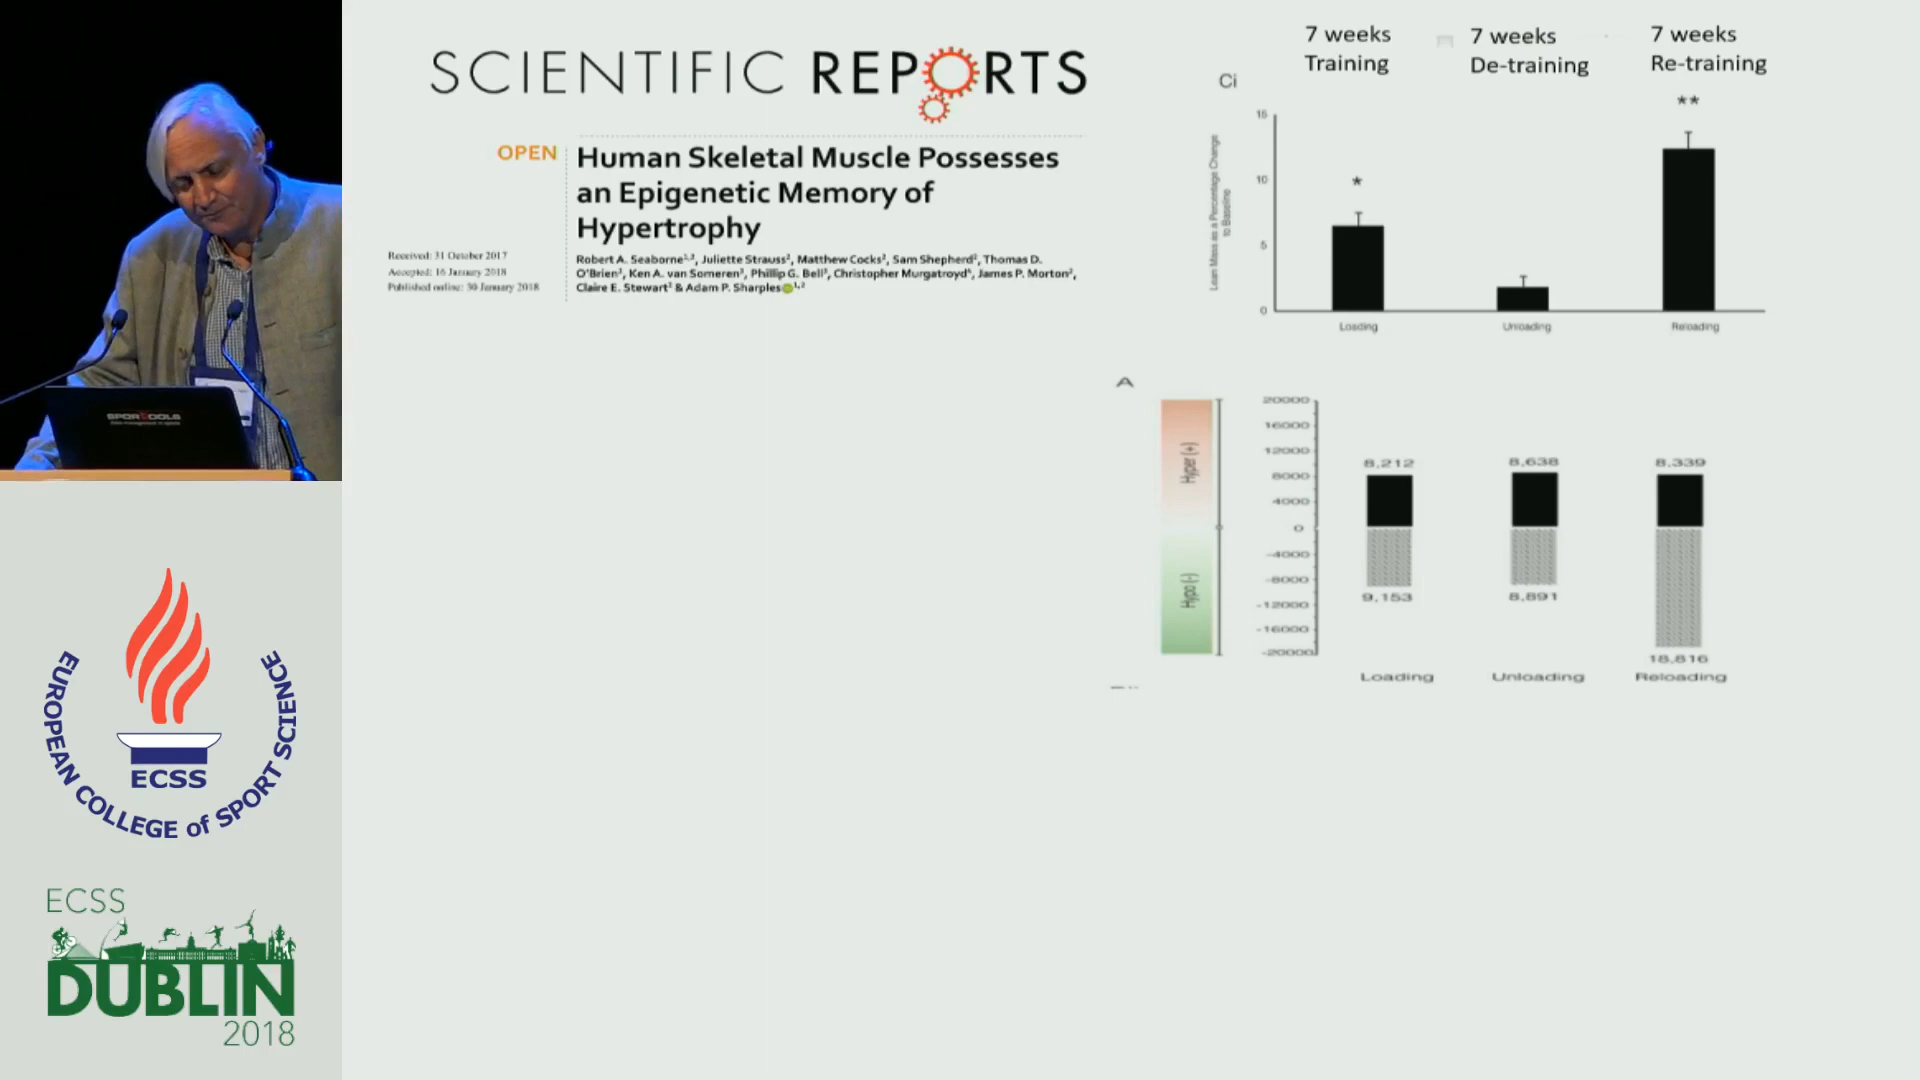 SCIENTIFIC REPORTS
OPEN
Human Skeletal Muscle Possesses
an Epigenetic Memory of
Hypertrophy
Received: 31 October 2017
Accepted: 16 January 2018
Published online: 30 January 2018
Robert A. Seaborne1,2, Juliette Strauss2, Matthew Cocks2, Sam Shepherd2, Thomas D.
O'Brien2, Ken A. van Someren3, Phillip G. Bell3, Christopher Murgatroyd4, James P. Morton2,
Claire E. Stewart2 & Adam P. Sharples 1,2
7 weeks
Training
7 weeks
De-training
7 weeks
Re-training
Ci
**
*
Lean Mass as a Percentage Change
to Baseline
15
10
5
0
Loading
Unloading
Reloading
A
Hyper (+)
Hypo (-)
20000
16000
12000
8000
4000
0
-4000
-8000
-12000
-16000
-20000
8,212
8,638
8,339
9,153
8,891
18,816
Loading
Unloading
Reloading
EUROPEAN COLLEGE of SPORT SCIENCE
ECSS
ECSS
DUBLIN
2018